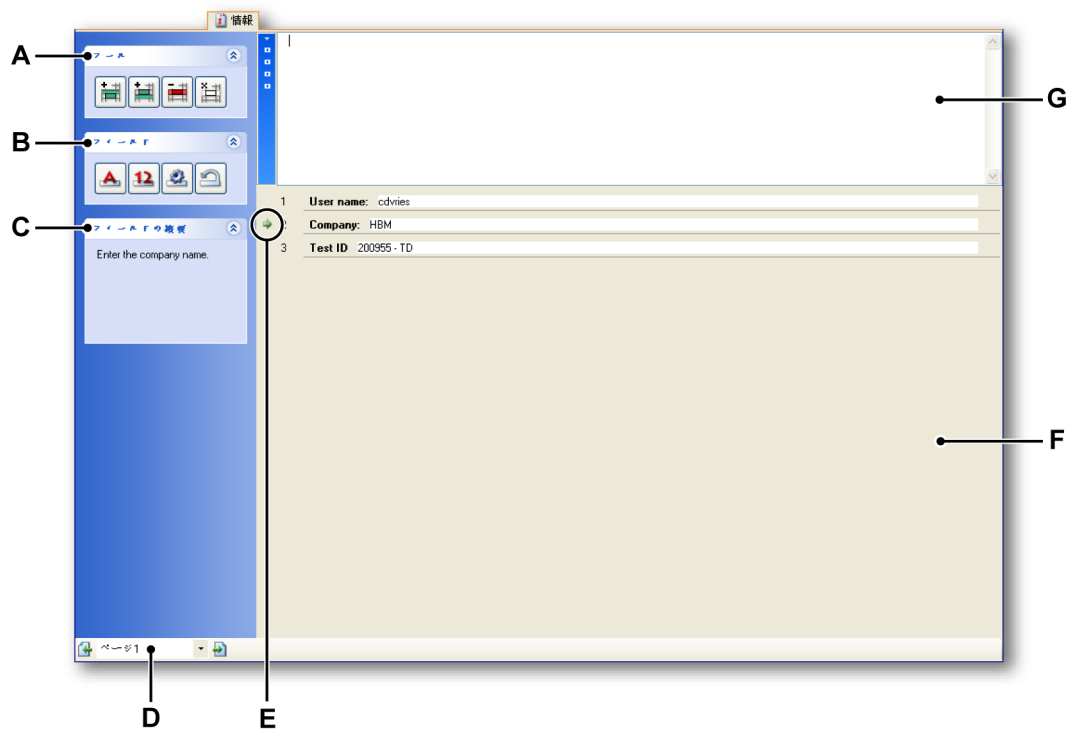 情報
A
B
C
Enter the company name.
1 User name: cdvries
Company: HBM
3 Test ID 200955 - TD
G
F
ページ1
D
E